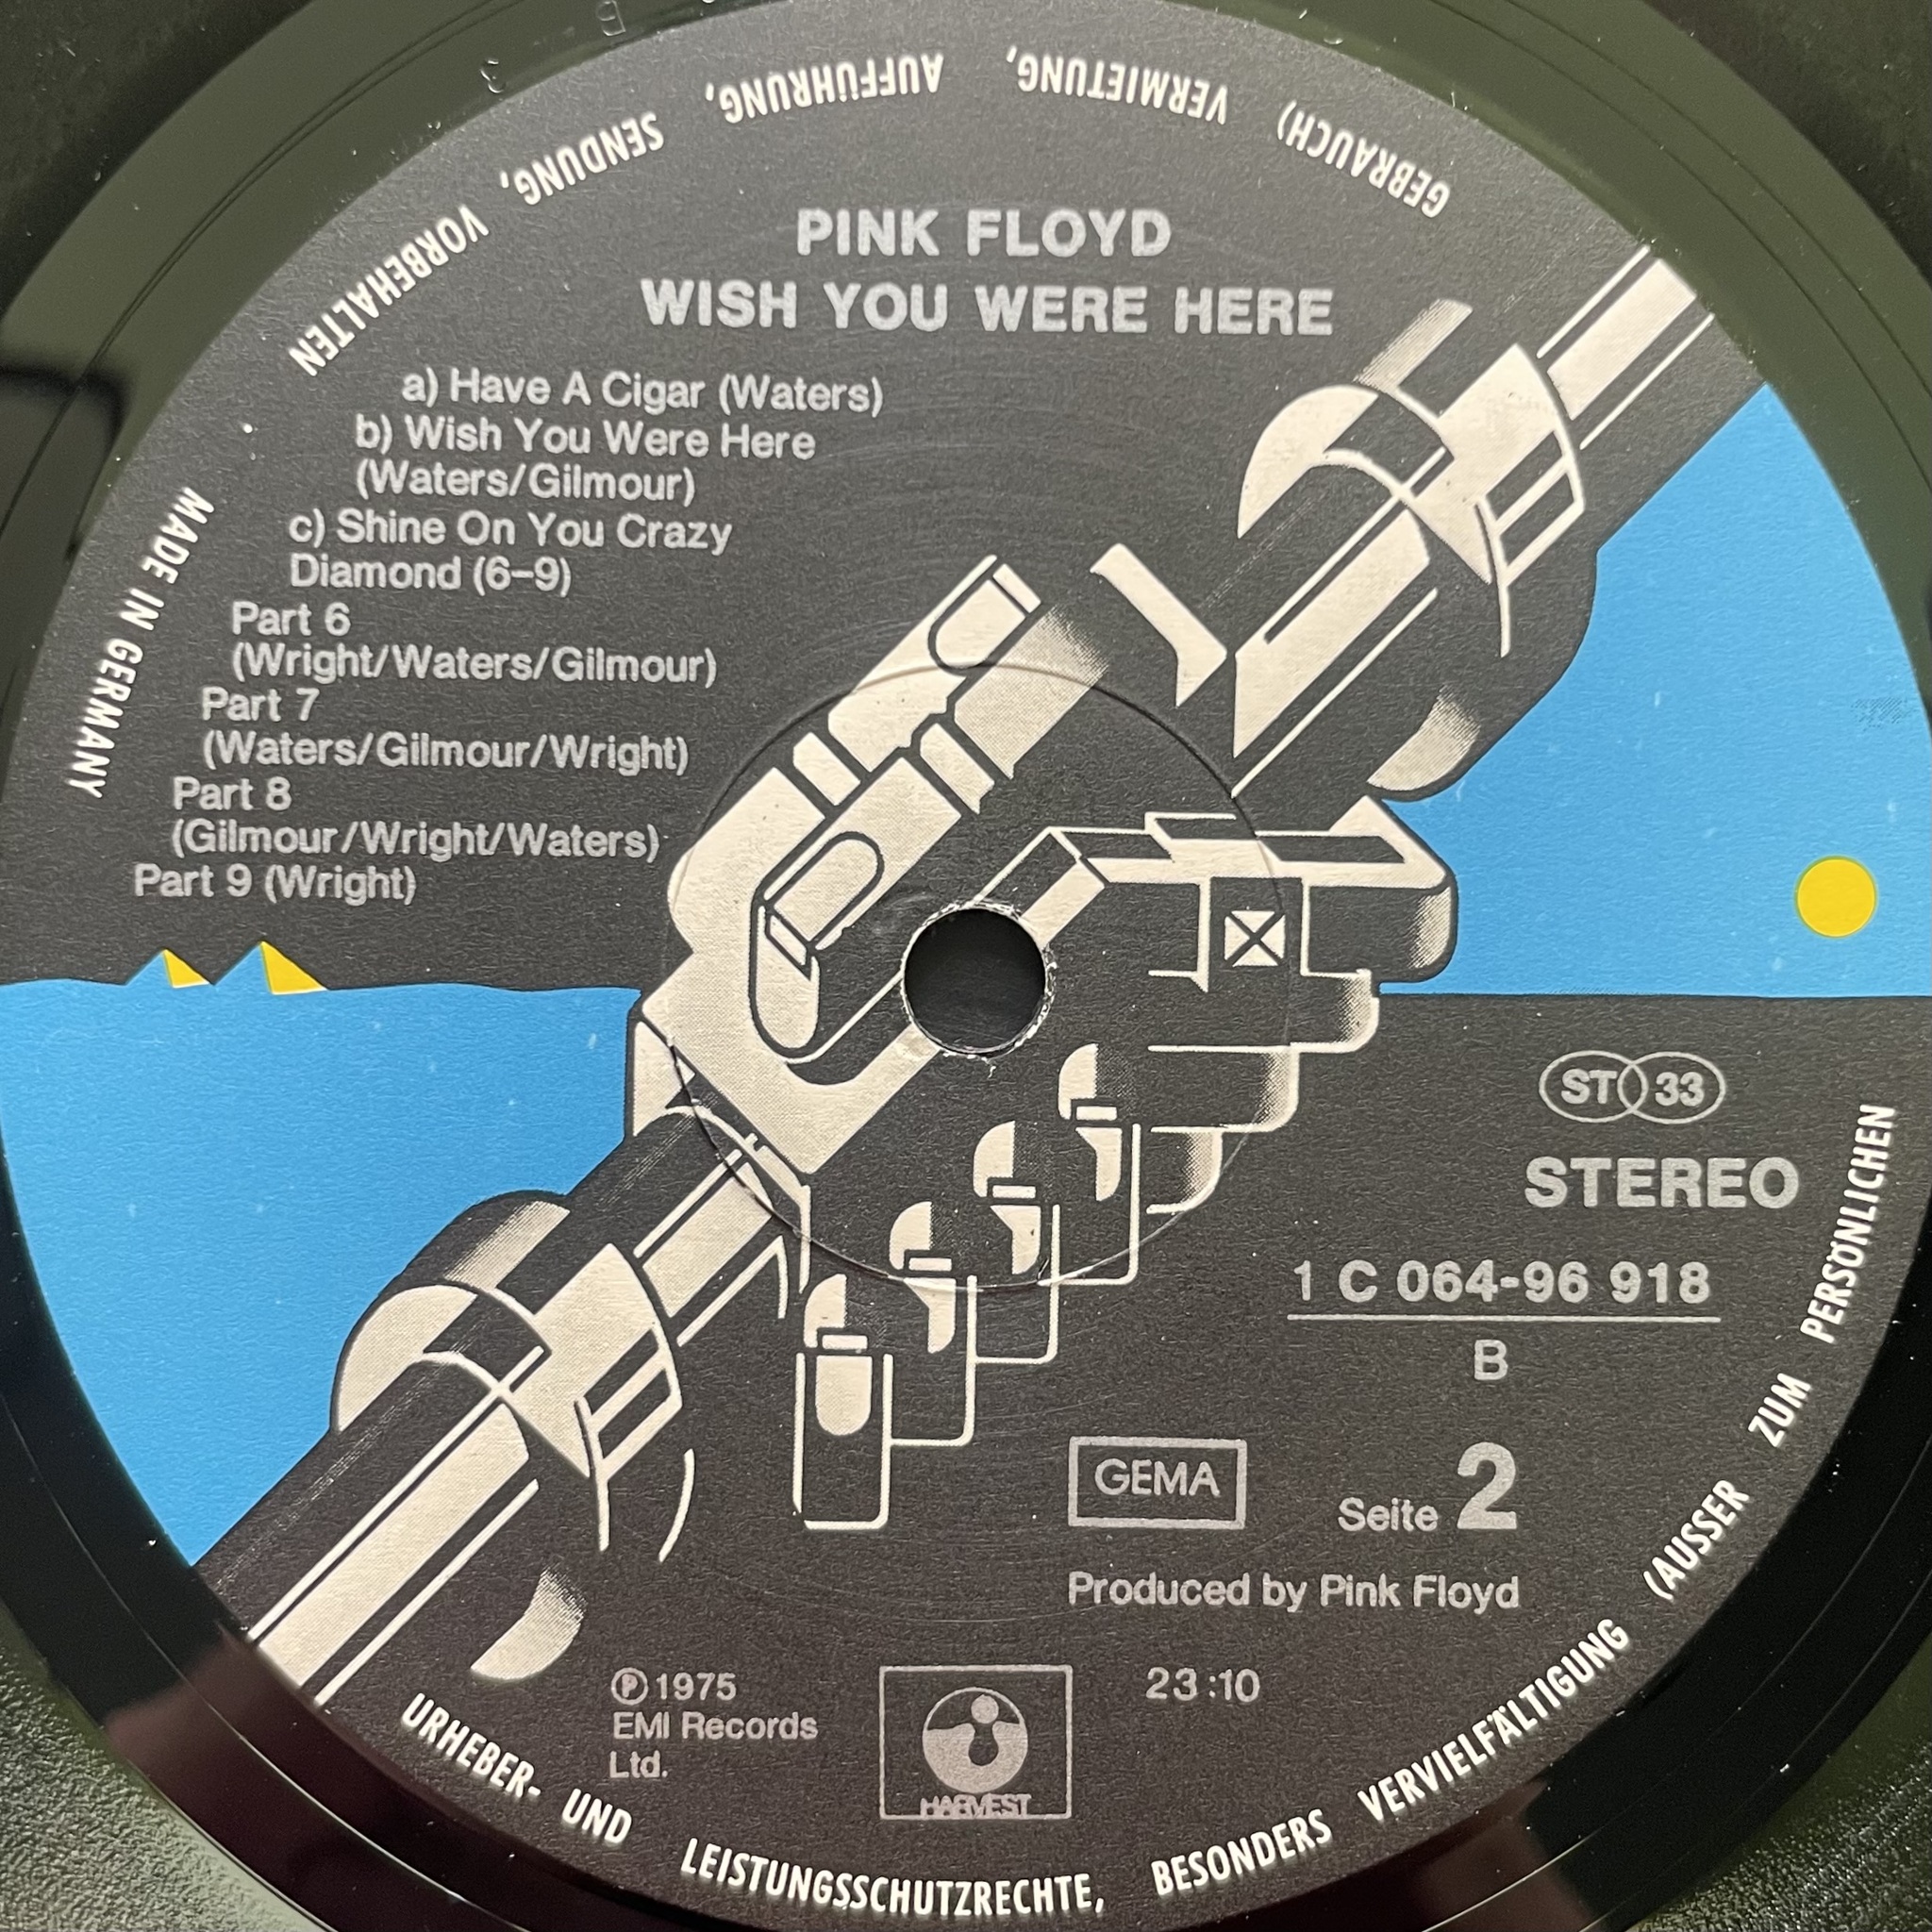 PINK FLOYD
WISH YOU WERE HERE
a) Have A Cigar (Waters)
b) Wish You Were Here
(Waters/Gilmour)
c) Shine On You Crazy
Diamond (6–9)
Part 6
(Wright/Waters/Gilmour)
Part 7
(Waters/Gilmour/Wright)
Part 8
(Gilmour/Wright/Waters)
Part 9 (Wright)
ST 33
STEREO
1 C 064-96 918
B
GEMA
Seite 2
Produced by Pink Floyd
23:10
℗ 1975
EMI Records
Ltd.
HARVEST
URHEBER- UND LEISTUNGSSCHUTZRECHTE, BESONDERS VERVIELFÄLTIGUNG (AUSSER ZUM PERSÖNLICHEN GEBRAUCH) VERMIETUNG, AUFFÜHRUNG, SENDUNG, VORBEHALTEN
MADE IN GERMANY